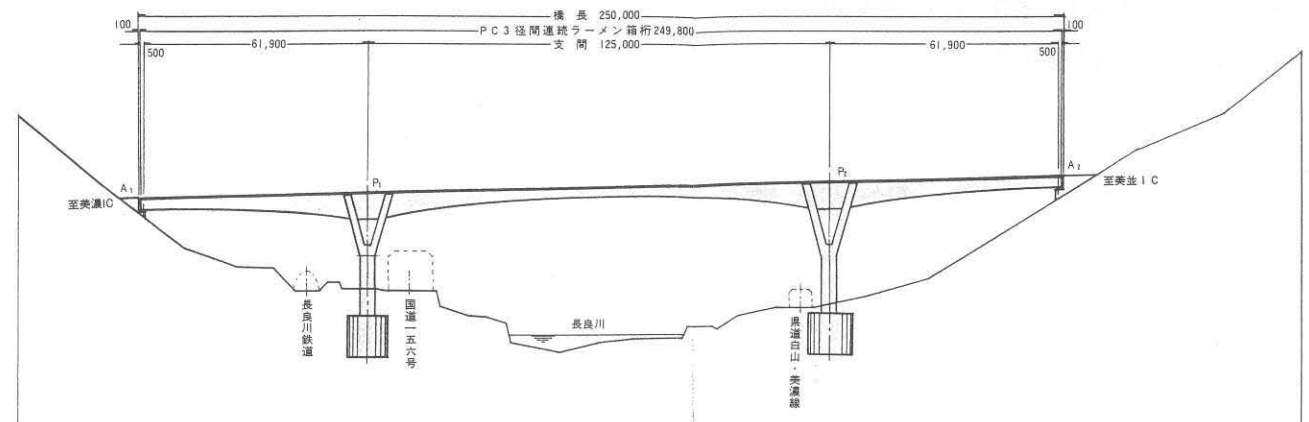 橋長 250,000
100
100
PC3径間連続ラーメン箱桁249,800
61,900
支間 125,000
61,900
500
500
A1
P1
P2
A2
至美濃IC
至美並IC
長良川鉄道
国道一五六号
長良川
県道白山・美濃線